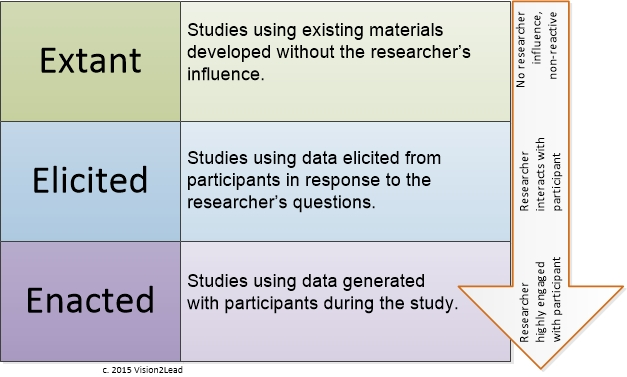 Extant
Studies using existing materials
developed without the researcher's
influence.
No researcher
influence,
non-reactive
Elicited
Studies using data elicited from
participants in response to the
researcher's questions.
Researcher
interacts with
participant
Enacted
Studies using data generated
with participants during the study.
Researcher
highly engaged
with participant
c. 2015 Vision2Lead